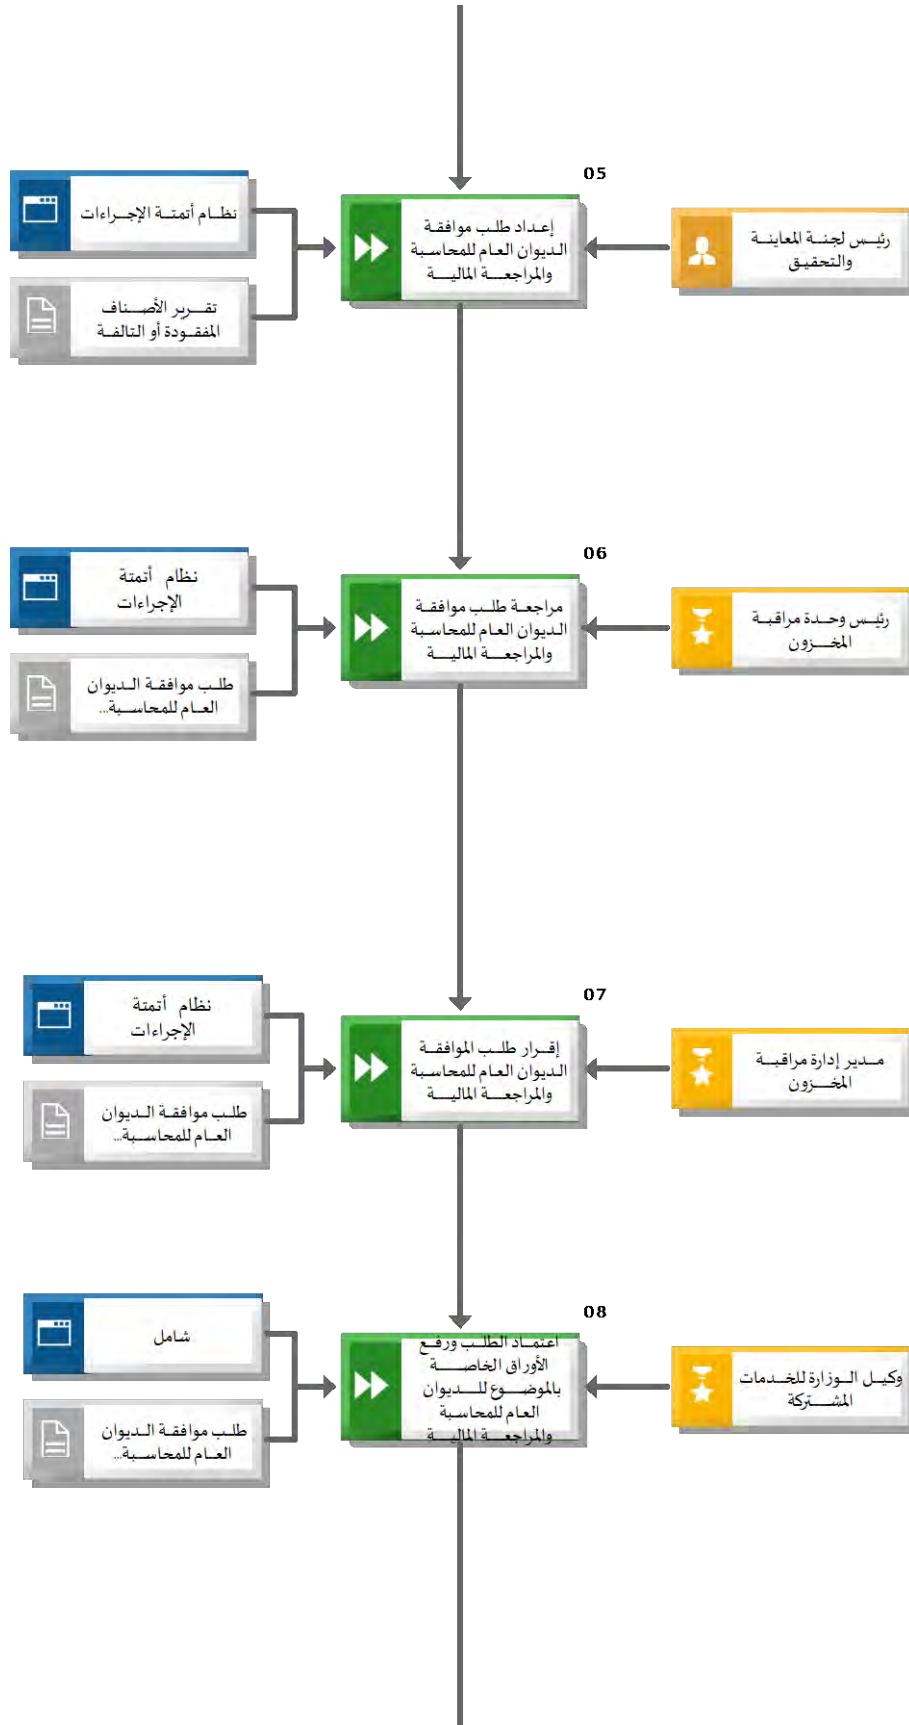 05
رئيس لجنة المعاينة
والتحقيق
إعداد طلب موافقة
الديوان العام للمحاسبة
والمراجعة المالية
نظام أتمتة الإجراءات
تقرير الأصناف
المفقودة أو التالفة
06
رئيس وحدة مراقبة
المخزون
مراجعة طلب موافقة
الديوان العام للمحاسبة
والمراجعة المالية
نظام أتمتة
الإجراءات
طلب موافقة الديوان
العام للمحاسبة...
07
مدير إدارة مراقبة
المخزون
إقرار طلب الموافقة
الديوان العام للمحاسبة
والمراجعة المالية
نظام أتمتة
الإجراءات
طلب موافقة الديوان
العام للمحاسبة...
08
وكيل الوزارة للخدمات
المشتركة
اعتماد الطلب ورفع
الأوراق الخاصة
بالموضوع للديوان
العام للمحاسبة
والمراجعة المالية
شامل
طلب موافقة الديوان
العام للمحاسبة...